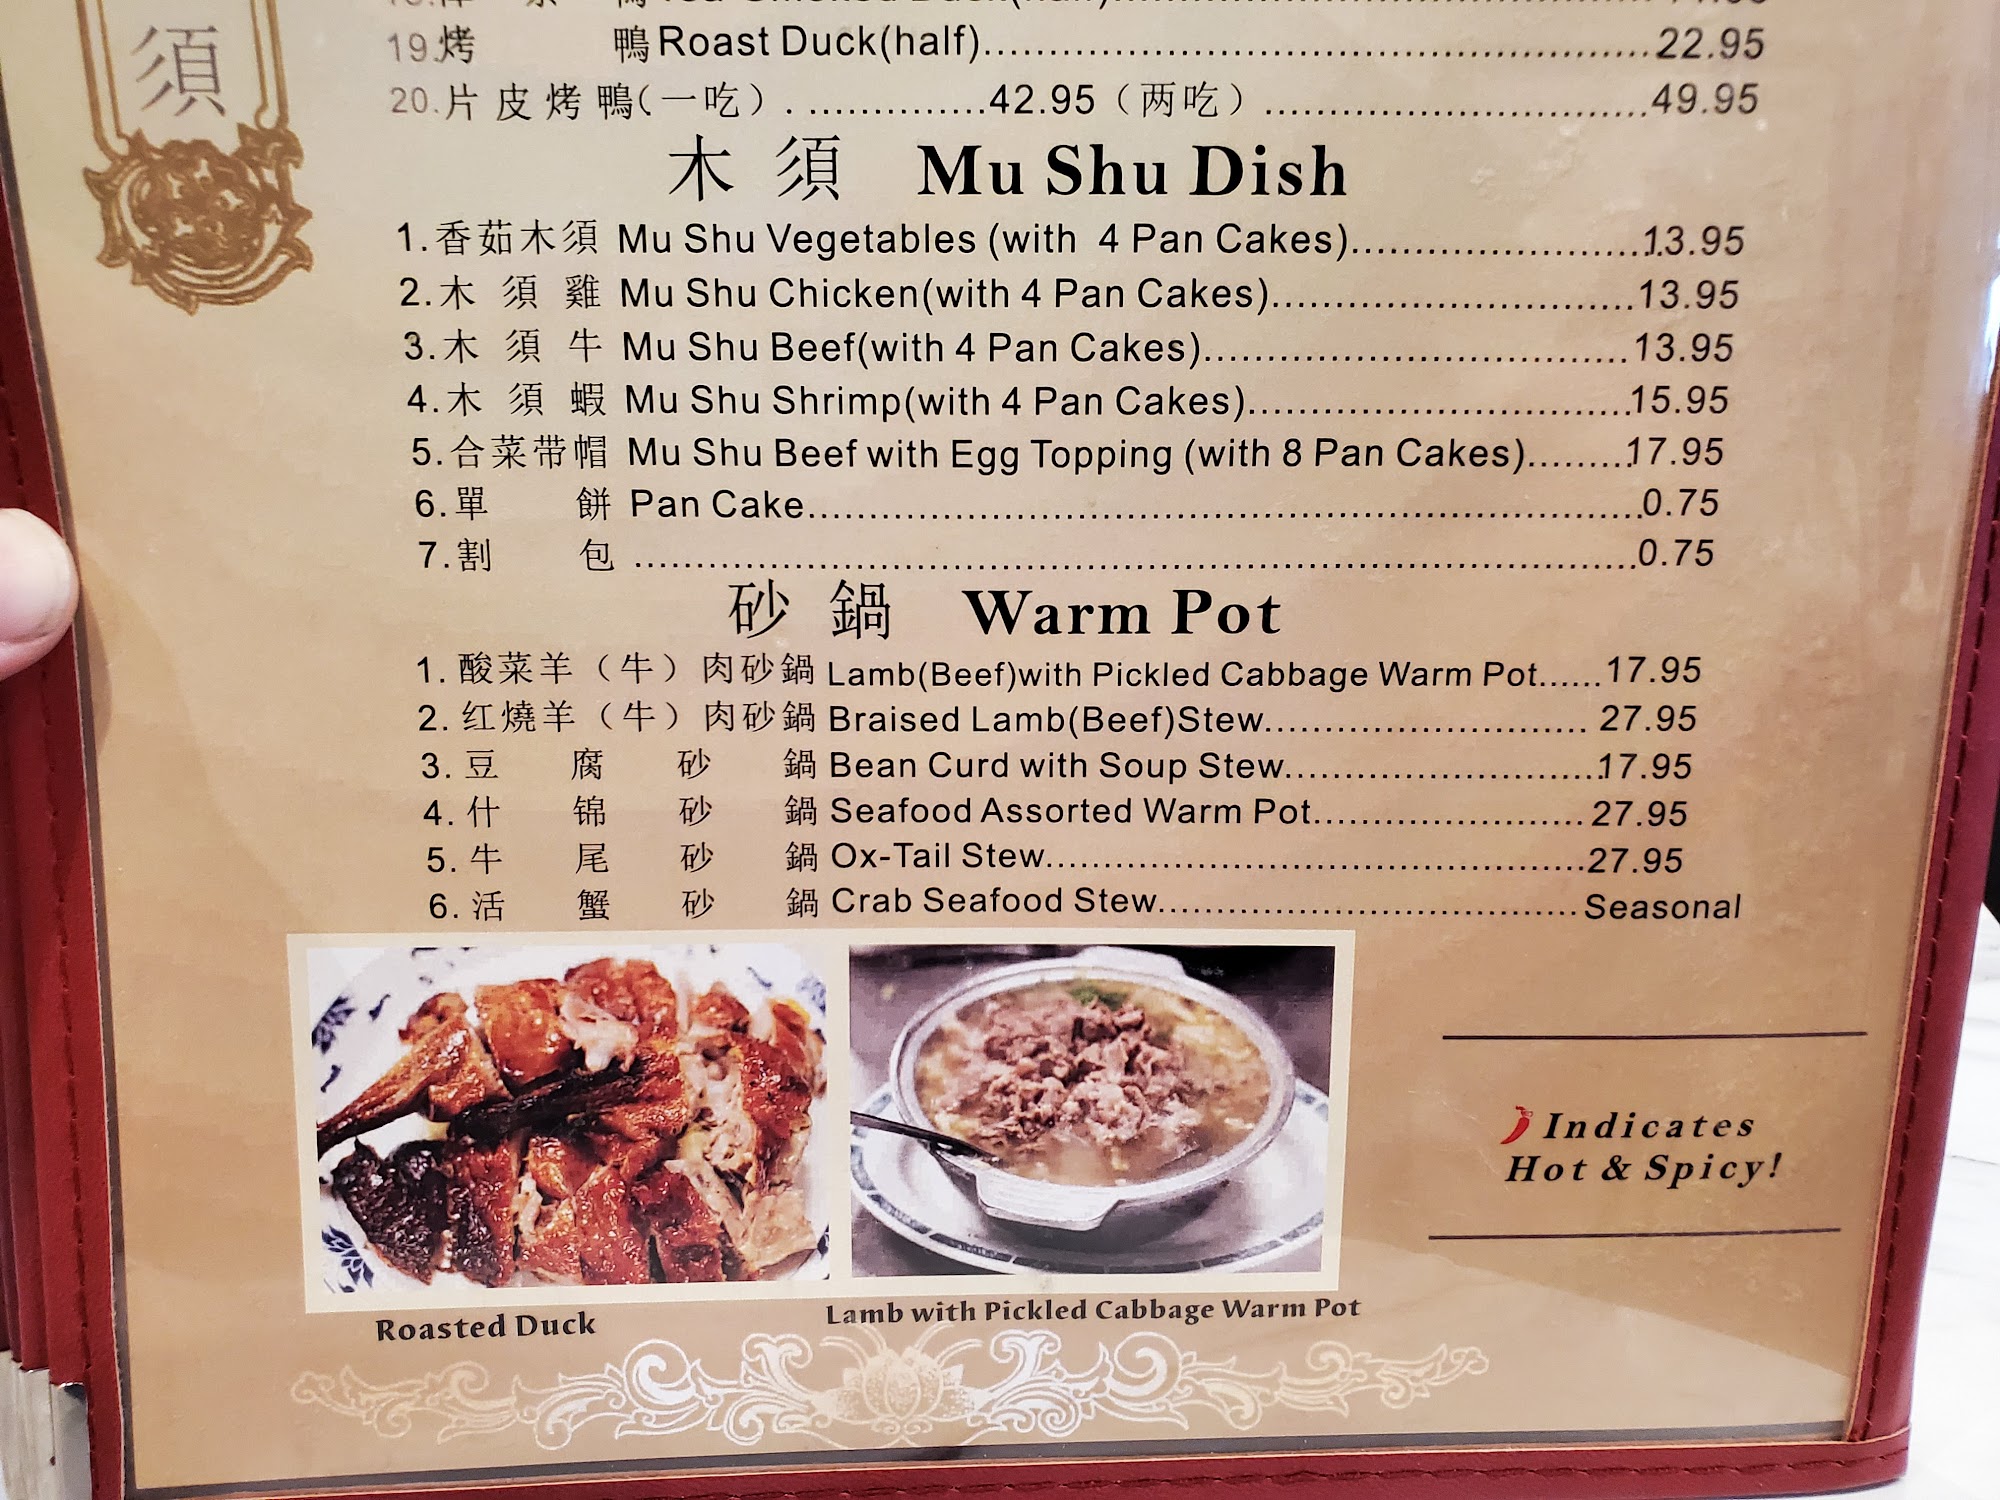 須
19.烤 鴨 Roast Duck(half)......22.95
20.片皮烤鴨(一吃)........42.95 (两吃)......49.95
木須 Mu Shu Dish
1.香茹木須 Mu Shu Vegetables (with 4 Pan Cakes)......13.95
2.木須雞 Mu Shu Chicken(with 4 Pan Cakes)......13.95
3.木須牛 Mu Shu Beef(with 4 Pan Cakes)......13.95
4.木須蝦 Mu Shu Shrimp(with 4 Pan Cakes)......15.95
5.合菜带帽 Mu Shu Beef with Egg Topping (with 8 Pan Cakes)......17.95
6.單餅 Pan Cake......0.75
7.割包......0.75
砂鍋 Warm Pot
1.酸菜羊(牛)肉砂鍋 Lamb(Beef)with Pickled Cabbage Warm Pot......17.95
2.红燒羊(牛)肉砂鍋 Braised Lamb(Beef)Stew......27.95
3.豆腐砂鍋 Bean Curd with Soup Stew......17.95
4.什锦砂鍋 Seafood Assorted Warm Pot......27.95
5.牛尾砂鍋 Ox-Tail Stew......27.95
6.活蟹砂鍋 Crab Seafood Stew......Seasonal
Indicates
Hot & Spicy!
Roasted Duck
Lamb with Pickled Cabbage Warm Pot